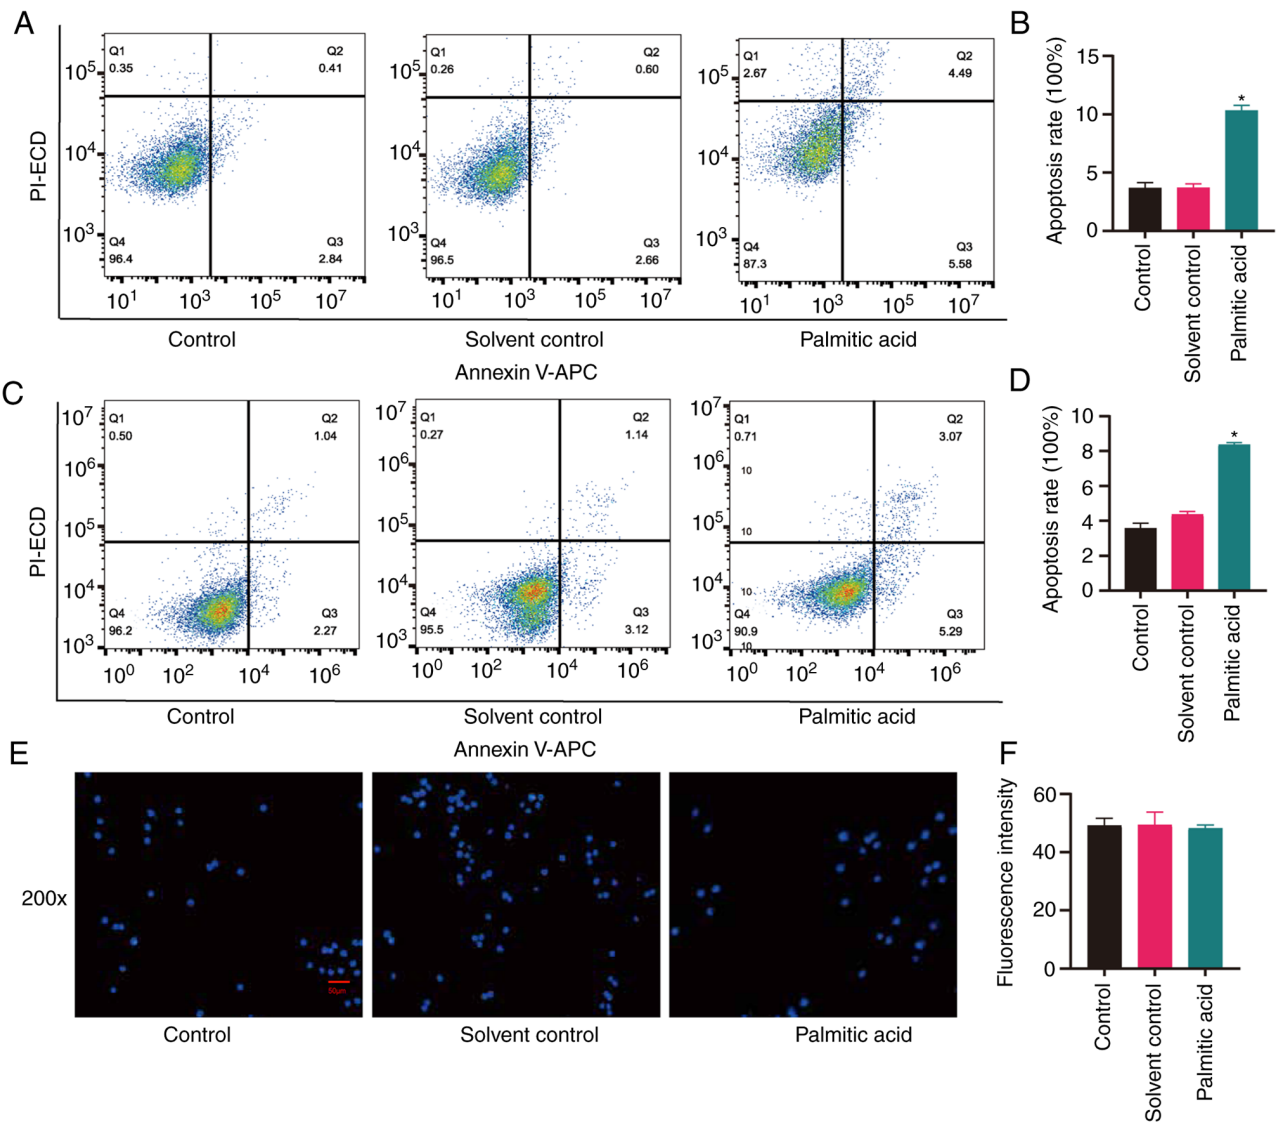 A
PI-ECD
Q1
0.35
Q2
0.41
Q4
96.4
Q3
2.84
10⁵
10⁴
10³
10¹ 10³ 10⁵ 10⁷
Control
Q1
0.26
Q2
0.60
Q4
96.5
Q3
2.66
10⁵
10⁴
10³
10¹ 10³ 10⁵ 10⁷
Solvent control
Q1
2.67
Q2
4.49
Q4
87.3
Q3
5.58
10⁵
10⁴
10³
10¹ 10³ 10⁵ 10⁷
Palmitic acid
Annexin V-APC
B
Apoptosis rate (100%)
15
10
5
0
*
Control
Solvent control
Palmitic acid
C
PI-ECD
Q1
0.50
Q2
1.04
Q4
96.2
Q3
2.27
10⁷
10⁶
10⁵
10⁴
10³
10⁰ 10² 10⁴ 10⁶
Control
Q1
0.27
Q2
1.14
Q4
95.5
Q3
3.12
10⁷
10⁶
10⁵
10⁴
10³
10⁰ 10² 10⁴ 10⁶
Solvent control
Q1
0.71
Q2
3.07
10
10
10
Q4
90.9
10
Q3
5.29
10⁷
10⁶
10⁵
10⁴
10³
10⁰ 10² 10⁴ 10⁶
Palmitic acid
Annexin V-APC
D
Apoptosis rate (100%)
10
8
6
4
2
0
*
Control
Solvent control
Palmitic acid
E
200x
50μm
Control
Solvent control
Palmitic acid
F
Fluorescence intensity
60
40
20
0
Control
Solvent control
Palmitic acid